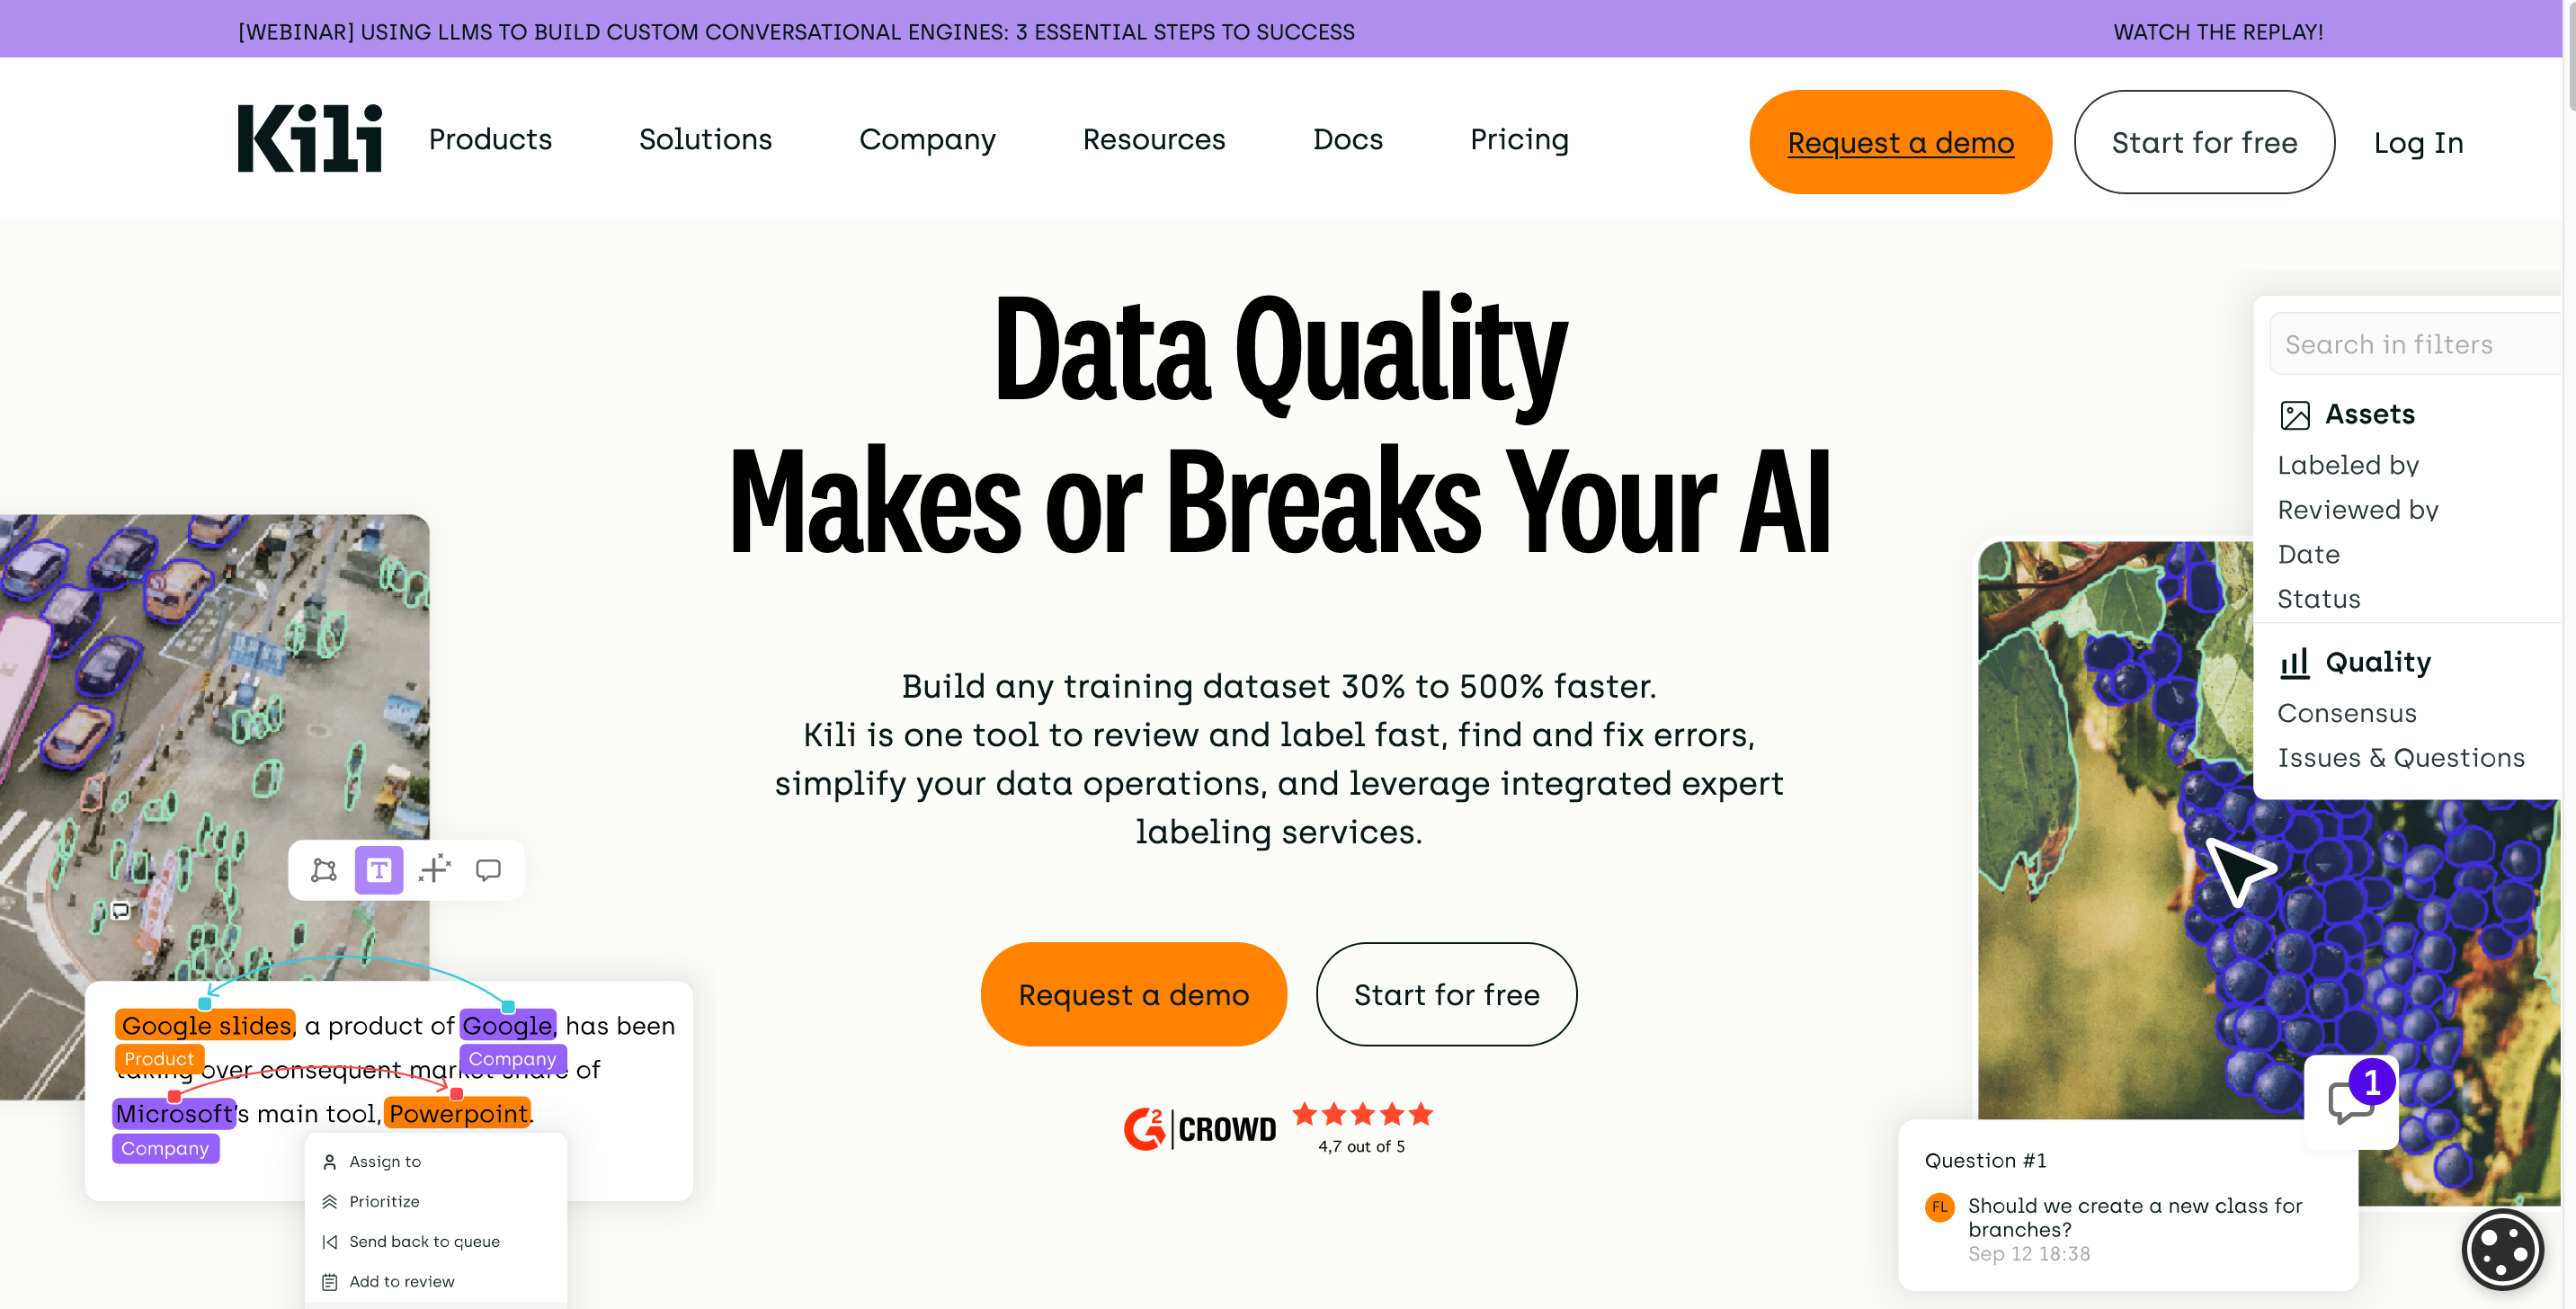 [WEBINAR] USING LLMS TO BUILD CUSTOM CONVERSATIONAL ENGINES: 3 ESSENTIAL STEPS TO SUCCESS
WATCH THE REPLAY!
Kili
Products
Solutions
Company
Resources
Docs
Pricing
Request a demo
Start for free
Log In
Data Quality
Makes or Breaks Your AI
Build any training dataset 30% to 500% faster.
Kili is one tool to review and label fast, find and fix errors,
simplify your data operations, and leverage integrated expert
labeling services.
Request a demo
Start for free
G2 | CROWD
4,7 out of 5
T
Google slides, a product of Google, has been
Product
Company
taking over consequent market share of
Microsoft's main tool, Powerpoint.
Company
Assign to
Prioritize
Send back to queue
Add to review
Search in filters
Assets
Labeled by
Reviewed by
Date
Status
Quality
Consensus
Issues & Questions
1
Question #1
FL
Should we create a new class for
branches?
Sep 12 18:38